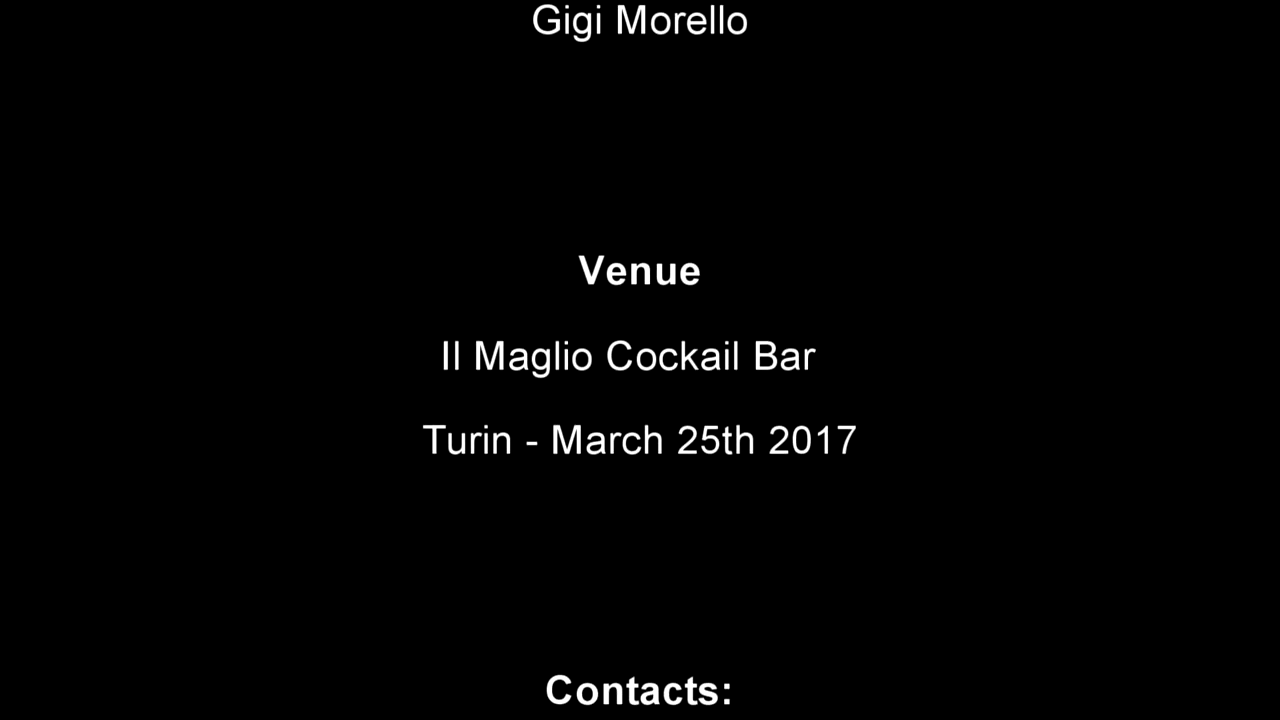 Gigi Morello
Venue
Il Maglio Cockail Bar
Turin - March 25th 2017
Contacts: